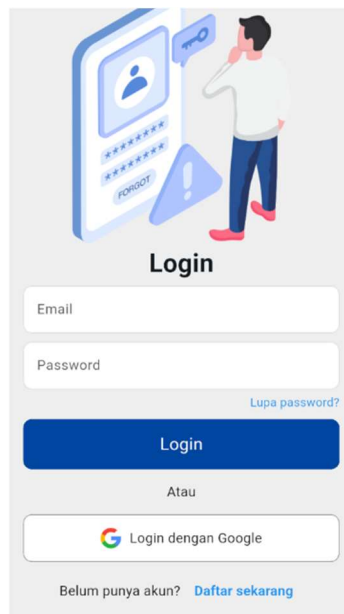 ********
********
FORGOT
Login
Email
Password
Lupa password?
Login
Atau
Login dengan Google
Belum punya akun? Daftar sekarang